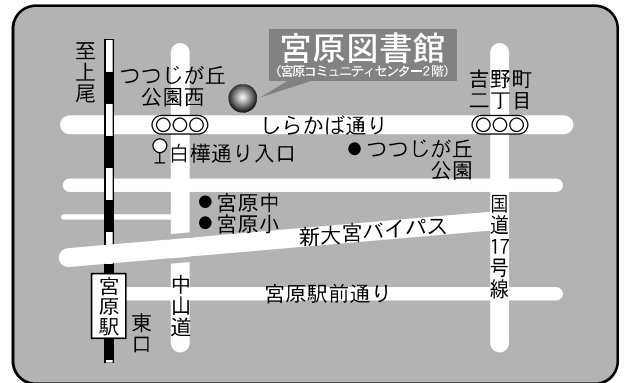 宮原図書館
(宮原コミュニティセンター2階)
至上尾
つつじが丘
公園西
吉野町
二丁目
しらかば通り
白樺通り入口
つつじが丘
公園
宮原中
宮原小
新大宮バイパス
国道17号線
宮原駅
東口
中山道
宮原駅前通り